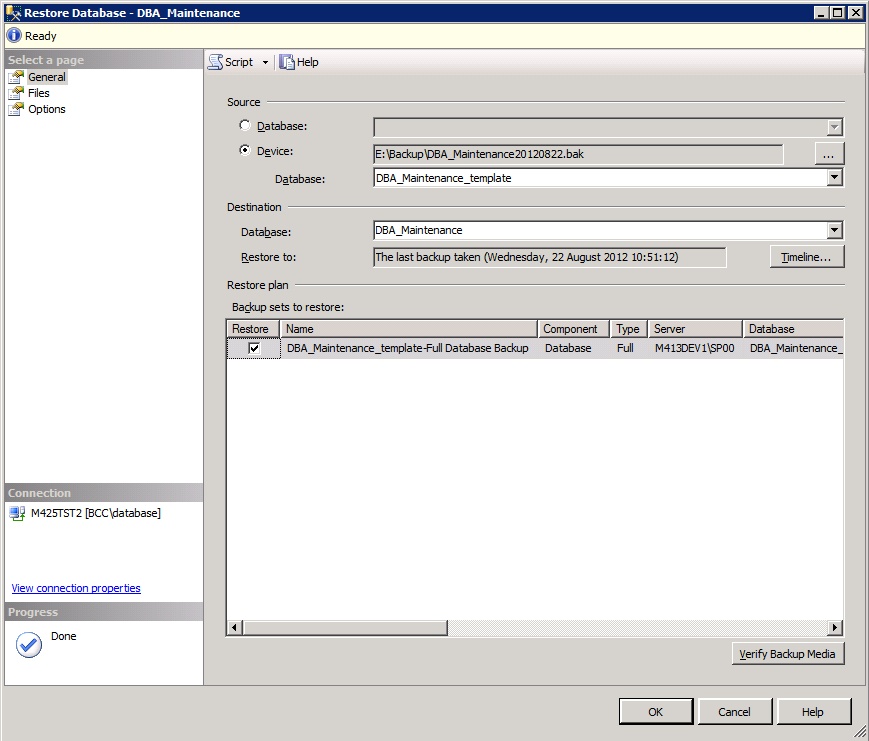 Restore Database - DBA_Maintenance
Ready
Select a page
General
Files
Options
Script
Help
Source
Database:
Device:
E:\Backup\DBA_Maintenance20120822.bak
...
Database:
DBA_Maintenance_template
Destination
Database:
DBA_Maintenance
Restore to:
The last backup taken (Wednesday, 22 August 2012 10:51:12)
Timeline...
Restore plan
Backup sets to restore:
Restore Name Component Type Server Database
DBA_Maintenance_template-Full Database Backup Database Full M413DEV1\SP00 DBA_Maintenance_
Connection
M425TST2 [BCC\database]
View connection properties
Progress
Done
Verify Backup Media
OK Cancel Help